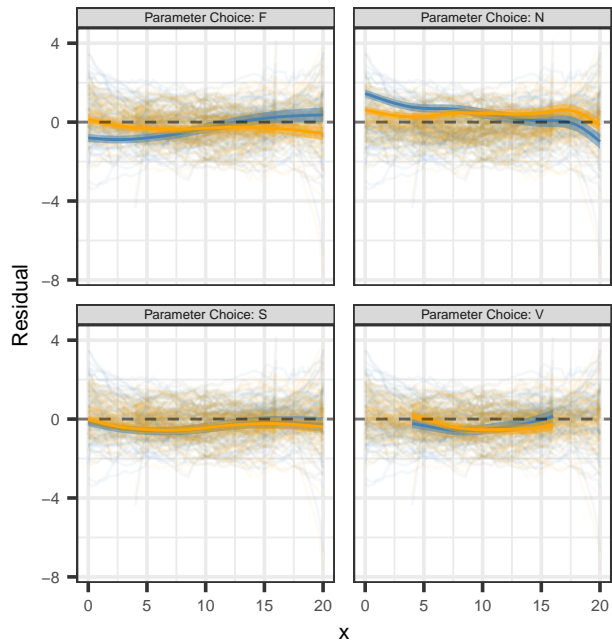 Parameter Choice: F
Parameter Choice: N
4
0
−4
−8
Residual
Parameter Choice: S
Parameter Choice: V
4
0
−4
−8
0 5 10 15 20
0 5 10 15 20
x